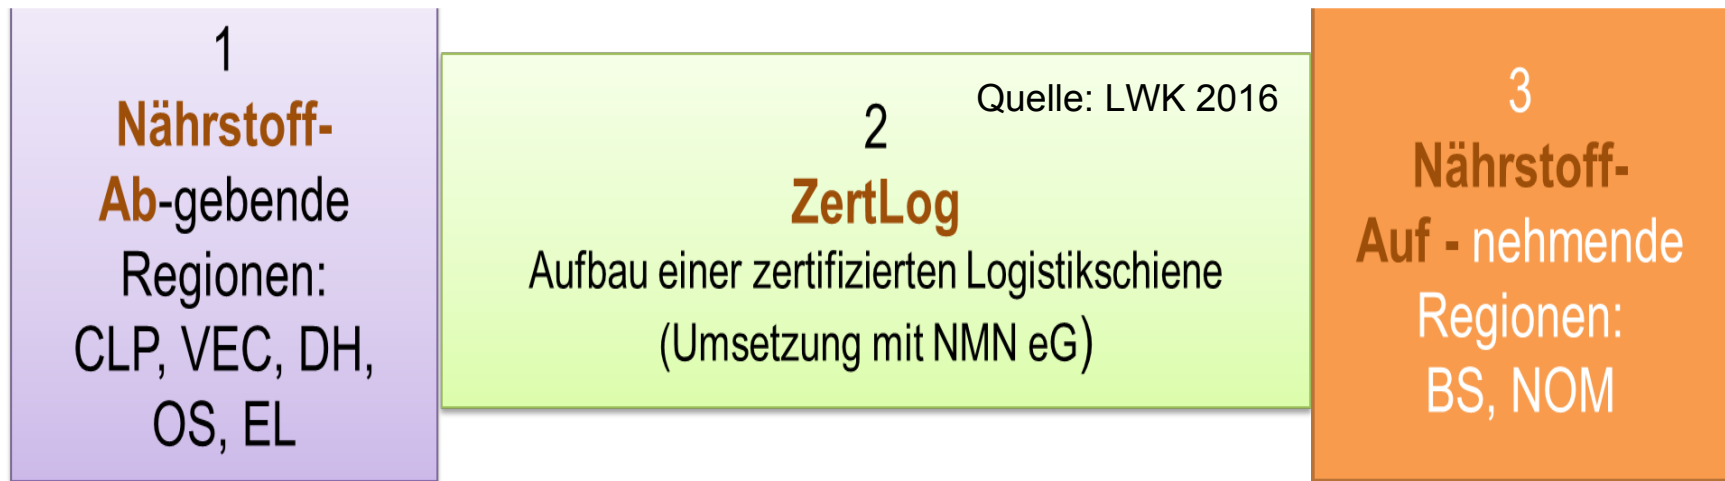 1
Nährstoff-
Ab-gebende
Regionen:
CLP, VEC, DH,
OS, EL
Quelle: LWK 2016
2
ZertLog
Aufbau einer zertifizierten Logistikschiene
(Umsetzung mit NMN eG)
3
Nährstoff-
Auf - nehmende
Regionen:
BS, NOM